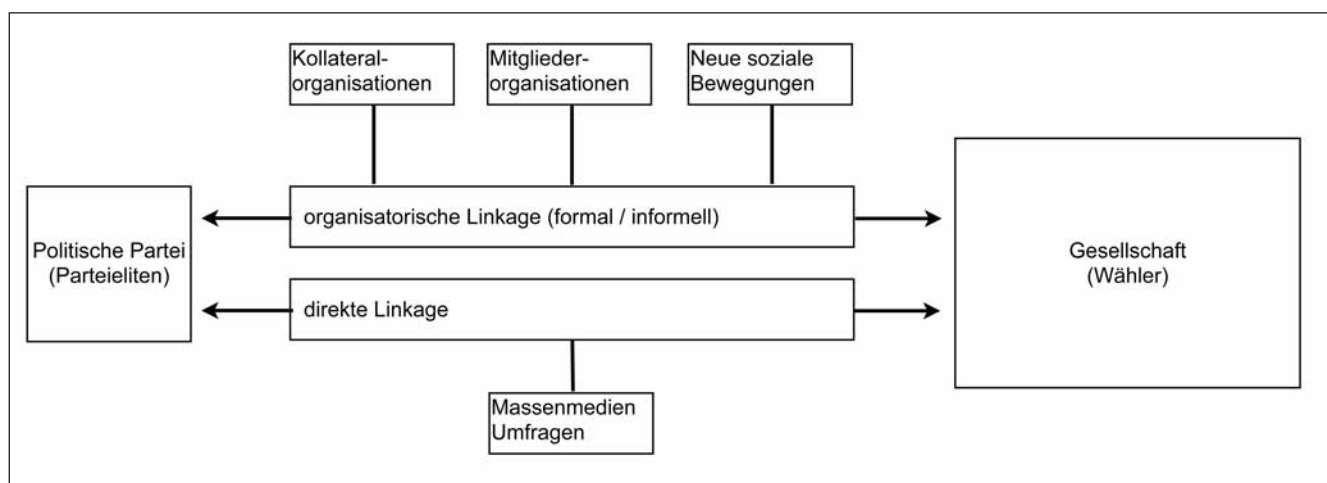 Kollateral-
organisationen
Mitglieder-
organisationen
Neue soziale
Bewegungen
organisatorische Linkage (formal / informell)
Politische Partei
(Parteieliten)
Gesellschaft
(Wähler)
direkte Linkage
Massenmedien
Umfragen